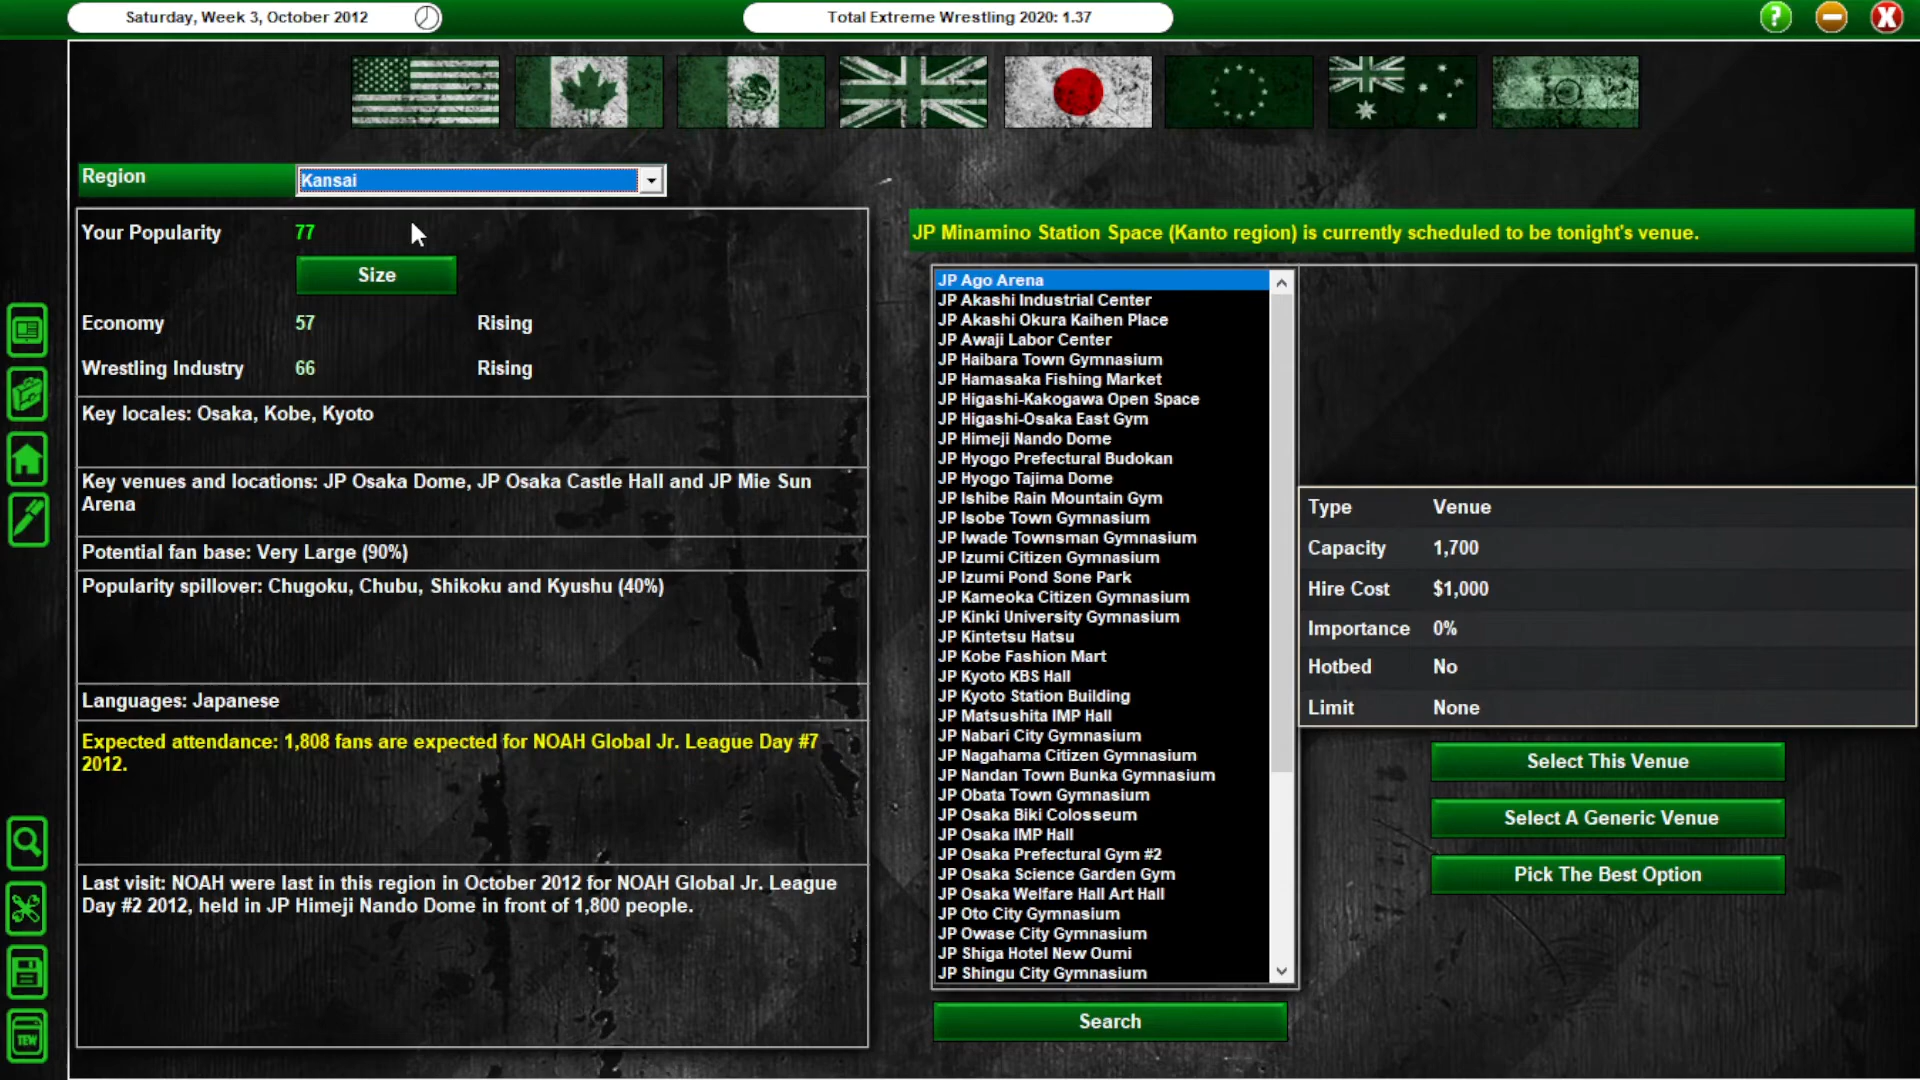 Saturday, Week 3, October 2012
Total Extreme Wrestling 2020: 1.37
?
X
Region
Kansai
Your Popularity 77
Size
Economy 57 Rising
Wrestling Industry 66 Rising
Key locales: Osaka, Kobe, Kyoto
Key venues and locations: JP Osaka Dome, JP Osaka Castle Hall and JP Mie Sun
Arena
Potential fan base: Very Large (90%)
Popularity spillover: Chugoku, Chubu, Shikoku and Kyushu (40%)
Languages: Japanese
Expected attendance: 1,808 fans are expected for NOAH Global Jr. League Day #7
2012.
Last visit: NOAH were last in this region in October 2012 for NOAH Global Jr. League
Day #2 2012, held in JP Himeji Nando Dome in front of 1,800 people.
JP Minamino Station Space (Kanto region) is currently scheduled to be tonight's venue.
JP Ago Arena
JP Akashi Industrial Center
JP Akashi Okura Kaihen Place
JP Awaji Labor Center
JP Haibara Town Gymnasium
JP Hamasaka Fishing Market
JP Higashi-Kakogawa Open Space
JP Higashi-Osaka East Gym
JP Himeji Nando Dome
JP Hyogo Prefectural Budokan
JP Hyogo Tajima Dome
JP Ishibe Rain Mountain Gym
JP Isobe Town Gymnasium
JP Iwade Townsman Gymnasium
JP Izumi Citizen Gymnasium
JP Izumi Pond Sone Park
JP Kameoka Citizen Gymnasium
JP Kinki University Gymnasium
JP Kintetsu Hatsu
JP Kobe Fashion Mart
JP Kyoto KBS Hall
JP Kyoto Station Building
JP Matsushita IMP Hall
JP Nabari City Gymnasium
JP Nagahama Citizen Gymnasium
JP Nandan Town Bunka Gymnasium
JP Obata Town Gymnasium
JP Osaka Biki Colosseum
JP Osaka IMP Hall
JP Osaka Prefectural Gym #2
JP Osaka Science Garden Gym
JP Osaka Welfare Hall Art Hall
JP Oto City Gymnasium
JP Owase City Gymnasium
JP Shiga Hotel New Oumi
JP Shingu City Gymnasium
Search
Type Venue
Capacity 1,700
Hire Cost $1,000
Importance 0%
Hotbed No
Limit None
Select This Venue
Select A Generic Venue
Pick The Best Option
TEW